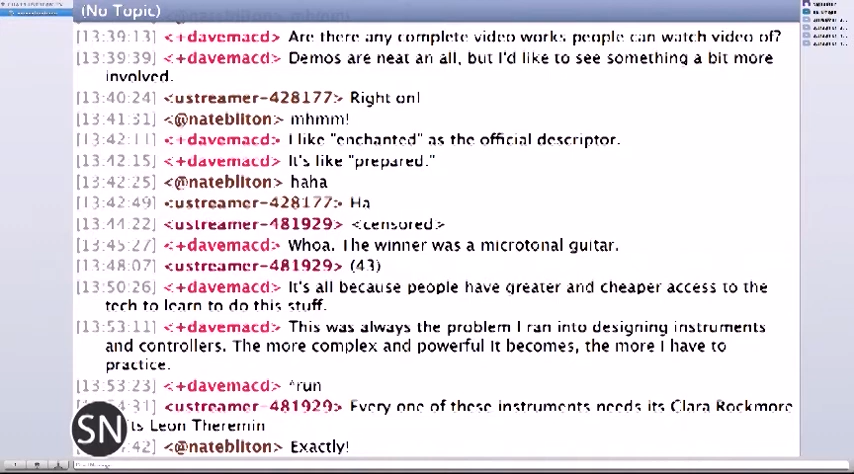 (No Topic)
[13:39:13] <+davemacd> Are there any complete video works people can watch video of?
[13:39:39] <+davemacd> Demos are neat an all, but I'd like to see something a bit more
involved.
[13:40:24] <ustreamer-428177> Right on!
[13:41:31] <@natebliton> mhmm!
[13:42:11] <+davemacd> I like "enchanted" as the official descriptor.
[13:42:15] <+davemacd> It's like "prepared."
[13:42:25] <@natebliton> haha
[13:42:49] <ustreamer-428177> Ha
[13:44:22] <ustreamer-481929> <censored>
[13:45:27] <+davemacd> Whoa. The winner was a microtonal guitar.
[13:48:07] <ustreamer-481929> (43)
[13:50:26] <+davemacd> It's all because people have greater and cheaper access to the
tech to learn to do this stuff.
[13:53:11] <+davemacd> This was always the problem I ran into designing instruments
and controllers. The more complex and powerful it becomes, the more I have to
practice.
[13:53:23] <+davemacd> ^run
:31] <ustreamer-481929> Every one of these instruments needs its Clara Rockmore
its Leon Theremin
:42] <@natebliton> Exactly!
SN